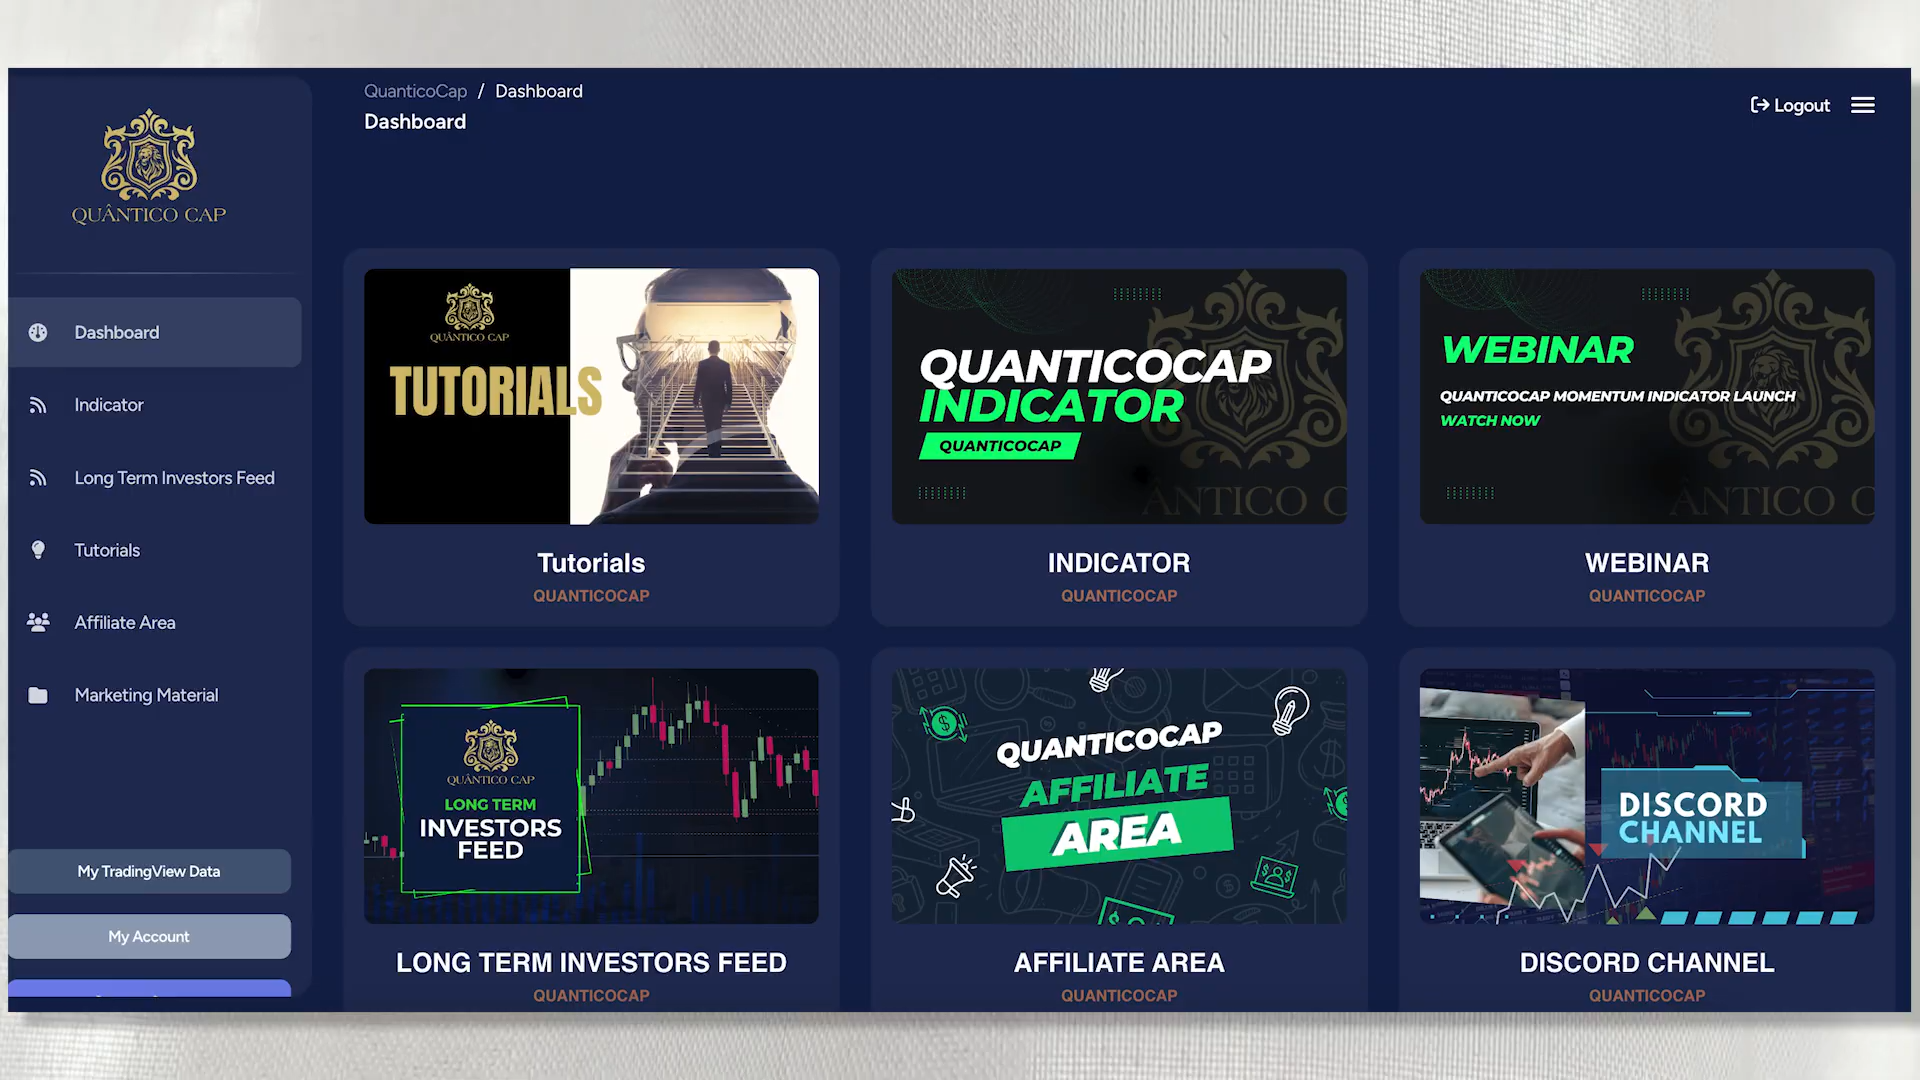 QUÂNTICO CAP
Dashboard
Indicator
Long Term Investors Feed
Tutorials
Affiliate Area
Marketing Material
My TradingView Data
My Account
QuanticoCap / Dashboard
Dashboard
Logout
QUÂNTICO CAP
TUTORIALS
Tutorials
QUANTICOCAP
QUANTICOCAP
INDICATOR
QUANTICOCAP
ÂNTICO C
INDICATOR
QUANTICOCAP
WEBINAR
QUANTICOCAP MOMENTUM INDICATOR LAUNCH
WATCH NOW
ÂNTICO C
WEBINAR
QUANTICOCAP
QUÂNTICO CAP
LONG TERM
INVESTORS
FEED
LONG TERM INVESTORS FEED
QUANTICOCAP
QUANTICOCAP
AFFILIATE
AREA
AFFILIATE AREA
QUANTICOCAP
DISCORD
CHANNEL
DISCORD CHANNEL
QUANTICOCAP